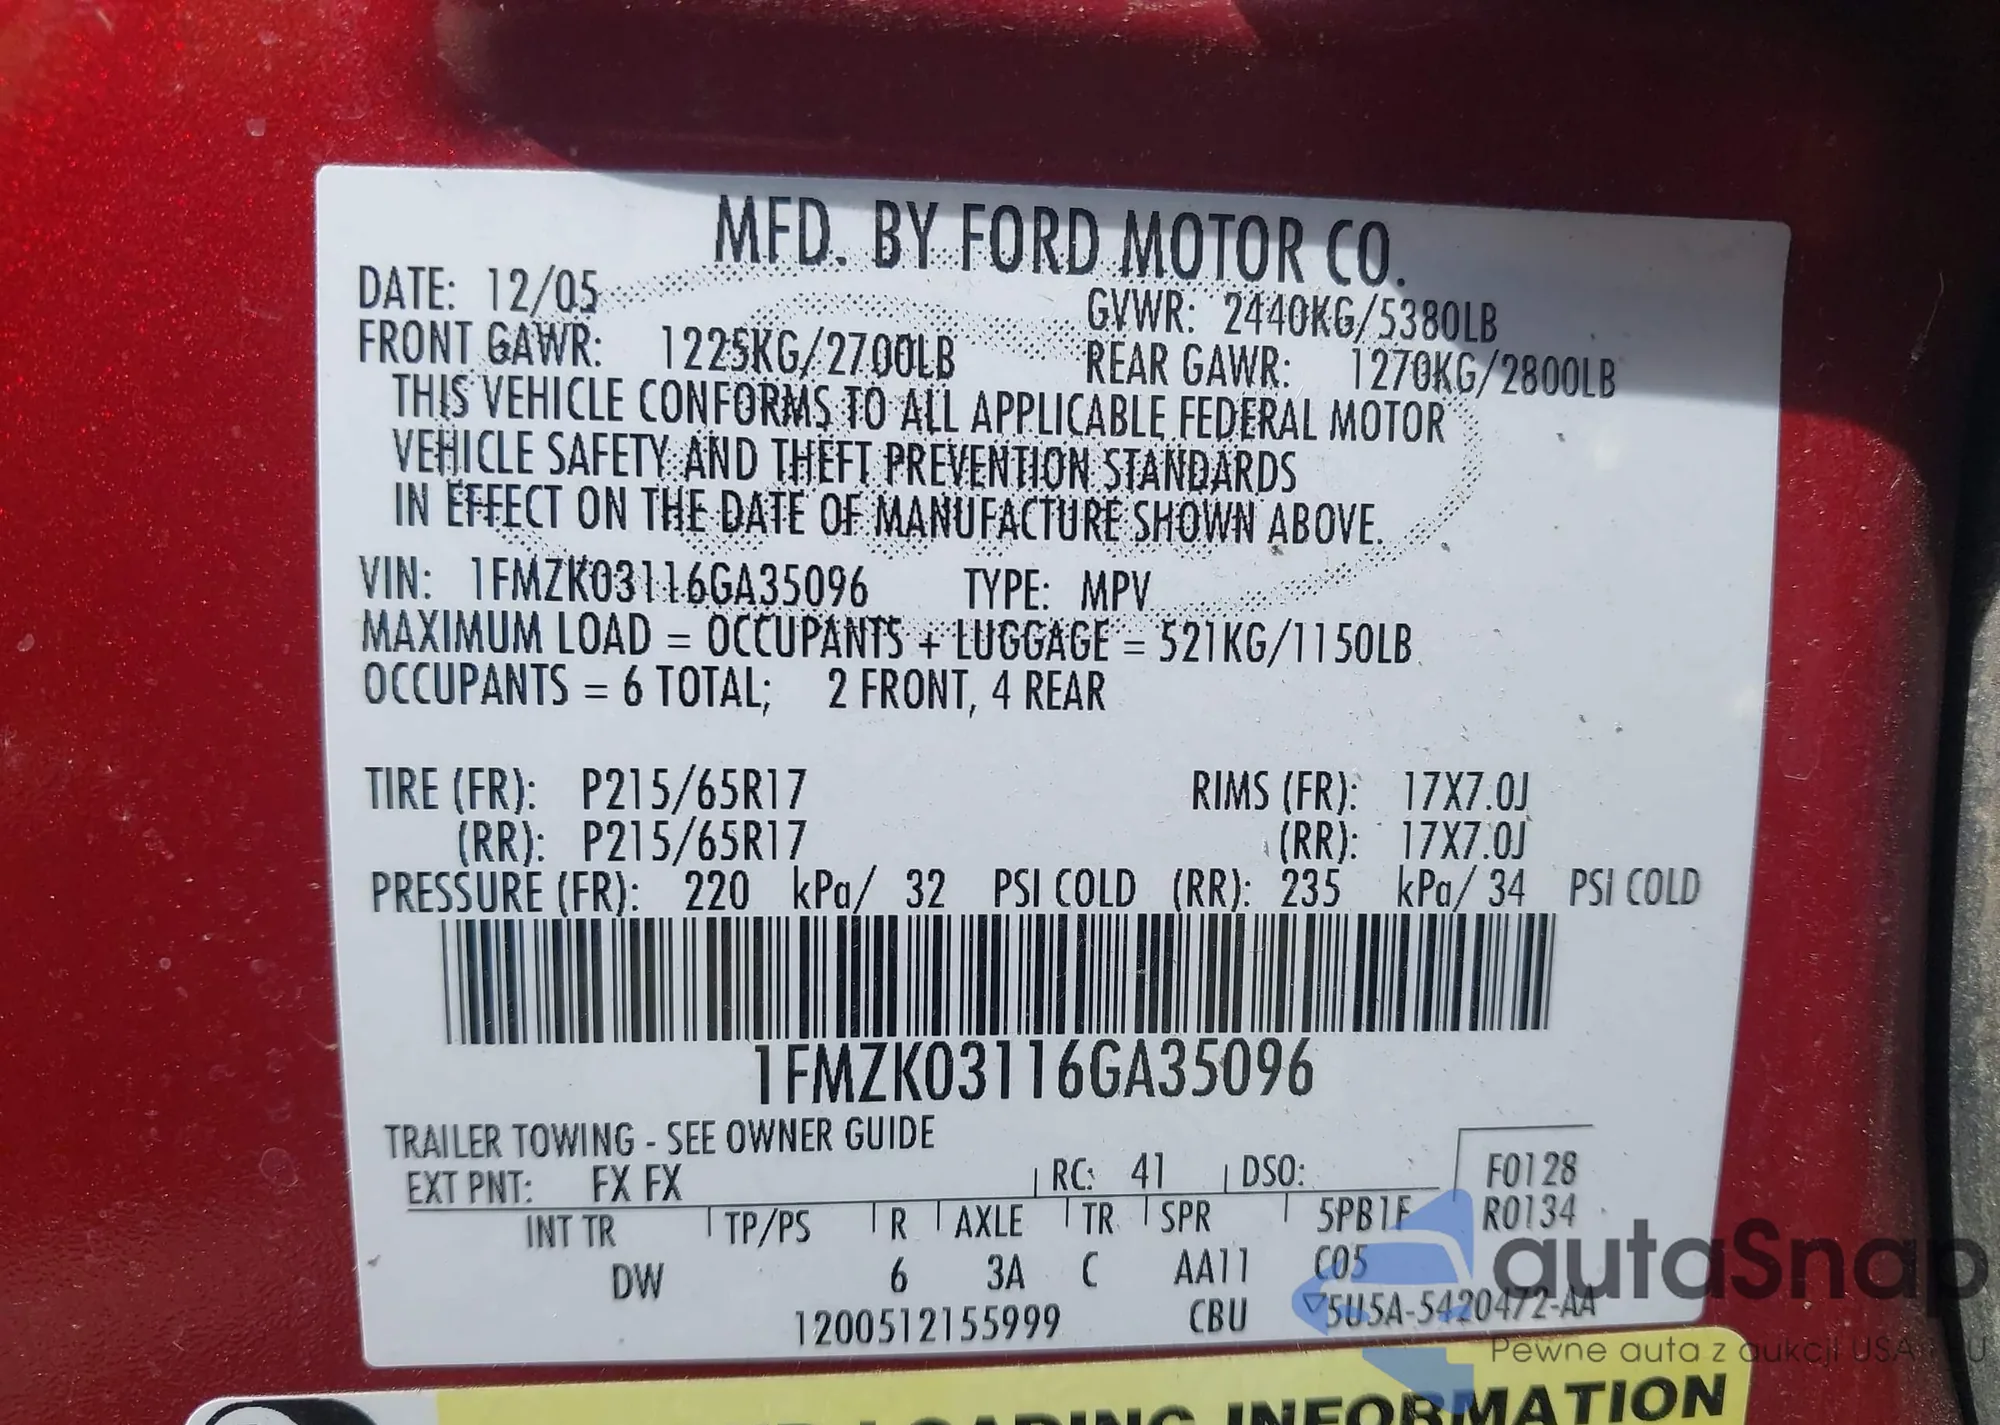 MFD. BY FORD MOTOR CO.
DATE: 12/05 GVWR: 2440KG/5380LB
FRONT GAWR: 1225KG/2700LB REAR GAWR: 1270KG/2800LB
THIS VEHICLE CONFORMS TO ALL APPLICABLE FEDERAL MOTOR
VEHICLE SAFETY AND THEFT PREVENTION STANDARDS
IN EFFECT ON THE DATE OF MANUFACTURE SHOWN ABOVE.
VIN: 1FMZK03116GA35096 TYPE: MPV
MAXIMUM LOAD = OCCUPANTS + LUGGAGE = 521KG/1150LB
OCCUPANTS = 6 TOTAL; 2 FRONT, 4 REAR
TIRE (FR): P215/65R17 RIMS (FR): 17X7.0J
(RR): P215/65R17 (RR): 17X7.0J
PRESSURE (FR): 220 kPa/ 32 PSI COLD (RR): 235 kPa/ 34 PSI COLD
1FMZK03116GA35096
TRAILER TOWING - SEE OWNER GUIDE
EXT PNT: FX FX RC: 41 DSO: F0128
INT TR TP/PS R AXLE TR SPR 5PB1F R0134
DW 6 3A C AA11 C05
1200512155999 CBU ▽5U5A-5420472-AA
autaSnap
Pewne auta z aukcji USA EU
LOADING INFORMATION